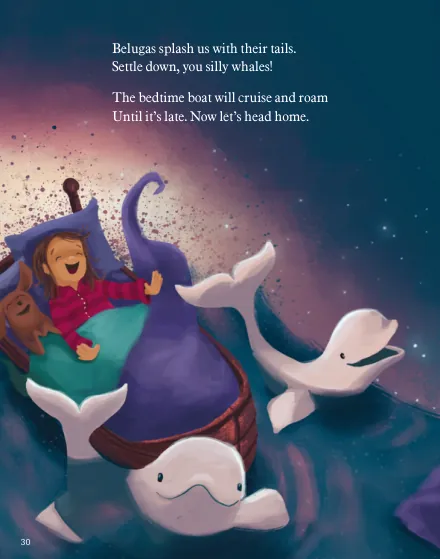 Belugas splash us with their tails.
Settle down, you silly whales!
The bedtime boat will cruise and roam
Until it’s late. Now let’s head home.
30